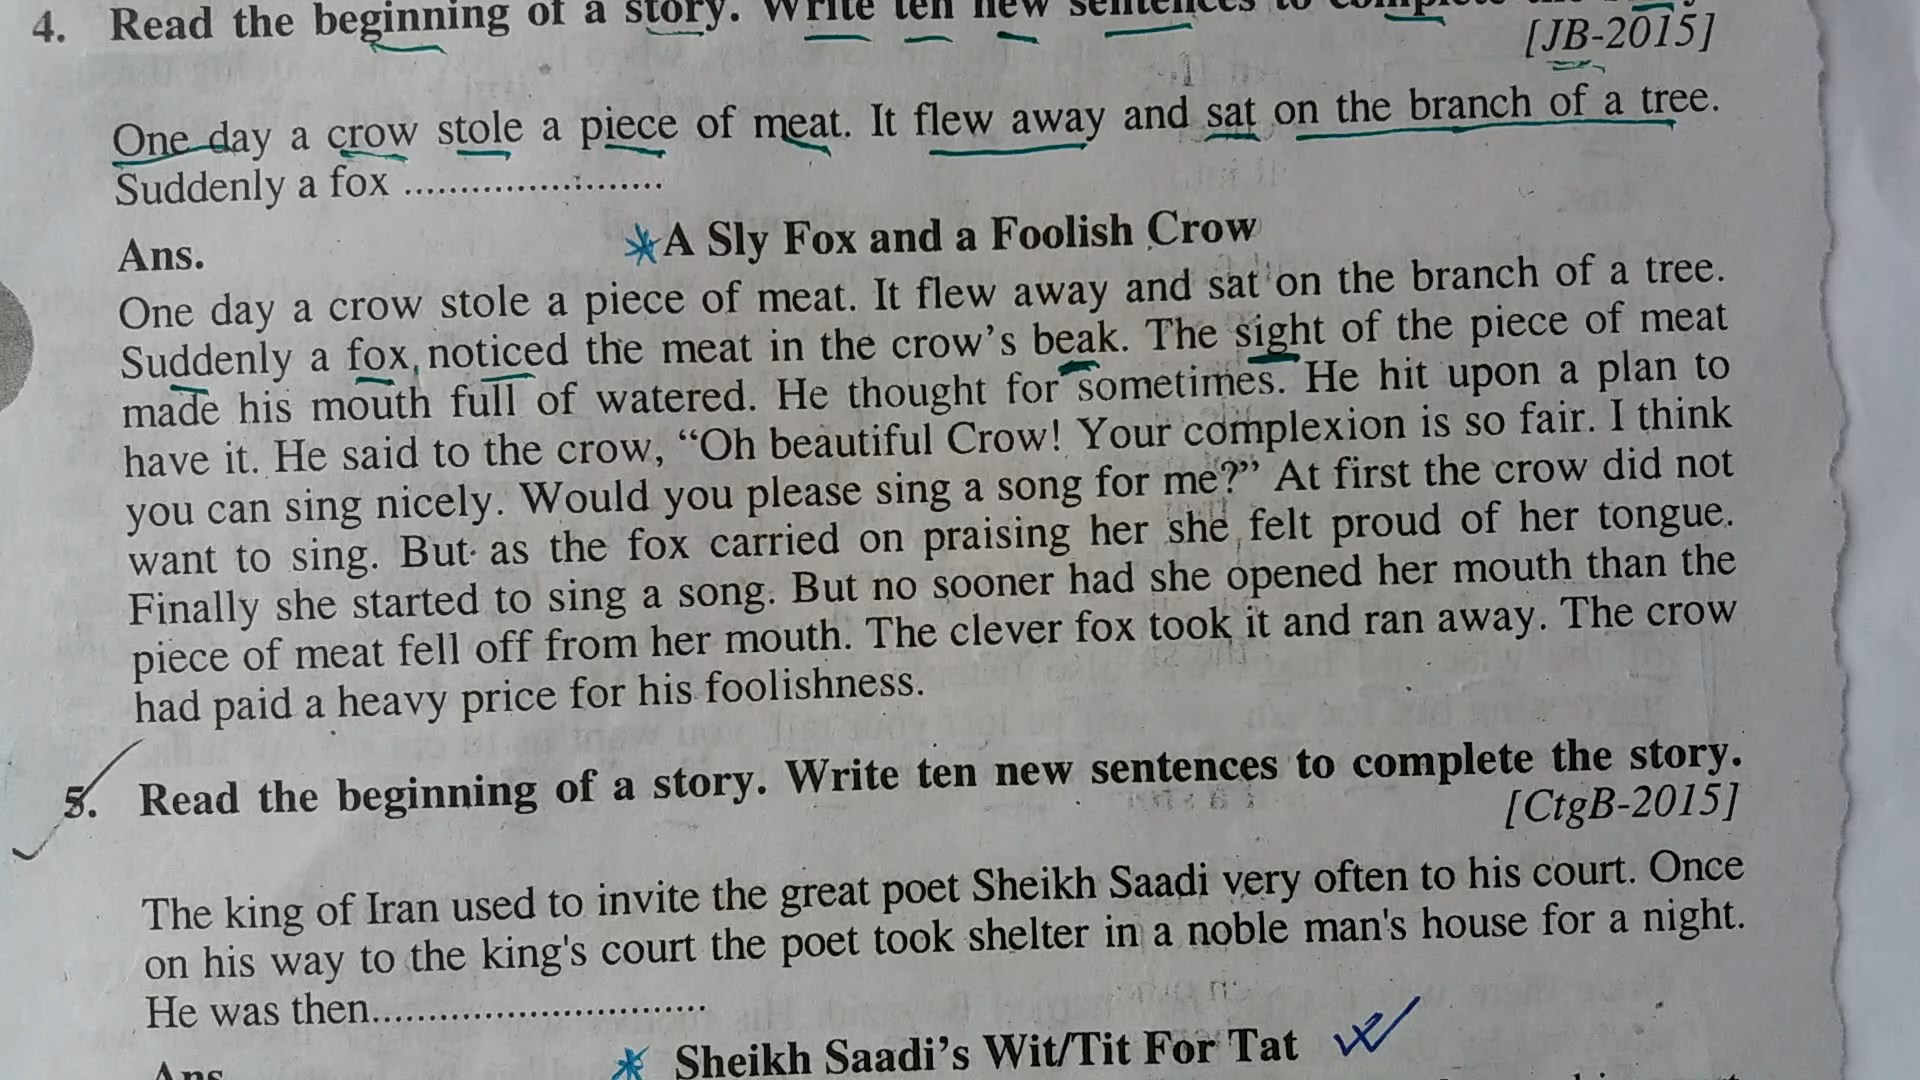 4. Read the beginning of a story. Write ten new sentences to complete the
[JB-2015]
One day a crow stole a piece of meat. It flew away and sat on the branch of a tree.
Suddenly a fox ........................
Ans. *A Sly Fox and a Foolish Crow
One day a crow stole a piece of meat. It flew away and sat on the branch of a tree.
Suddenly a fox, noticed the meat in the crow's beak. The sight of the piece of meat
made his mouth full of watered. He thought for sometimes. He hit upon a plan to
have it. He said to the crow, “Oh beautiful Crow! Your complexion is so fair. I think
you can sing nicely. Would you please sing a song for me?” At first the crow did not
want to sing. But as the fox carried on praising her she felt proud of her tongue.
Finally she started to sing a song. But no sooner had she opened her mouth than the
piece of meat fell off from her mouth. The clever fox took it and ran away. The crow
had paid a heavy price for his foolishness.
5. Read the beginning of a story. Write ten new sentences to complete the story.
[CtgB-2015]
The king of Iran used to invite the great poet Sheikh Saadi very often to his court. Once
on his way to the king's court the poet took shelter in a noble man's house for a night.
He was then..............................
Ans * Sheikh Saadi's Wit/Tit For Tat